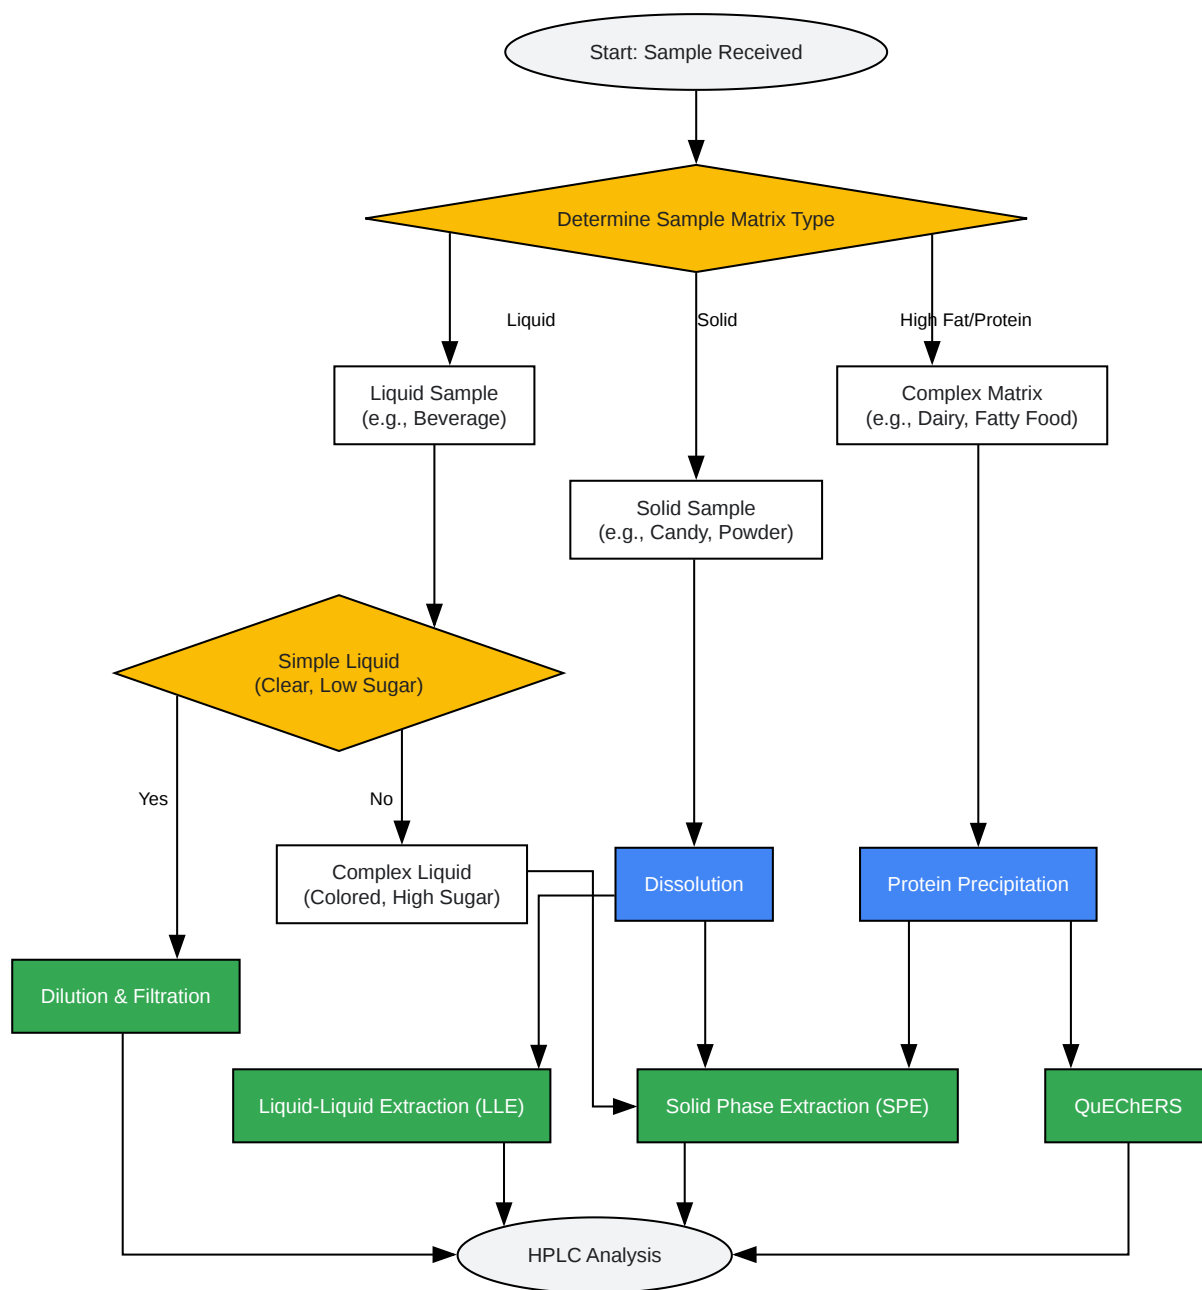 Start: Sample Received
Determine Sample Matrix Type
Liquid
Solid
High Fat/Protein
Liquid Sample
(e.g., Beverage)
Complex Matrix
(e.g., Dairy, Fatty Food)
Solid Sample
(e.g., Candy, Powder)
Simple Liquid
(Clear, Low Sugar)
Yes
No
Complex Liquid
(Colored, High Sugar)
Dissolution
Protein Precipitation
Dilution & Filtration
Liquid-Liquid Extraction (LLE)
Solid Phase Extraction (SPE)
QuEChERS
HPLC Analysis